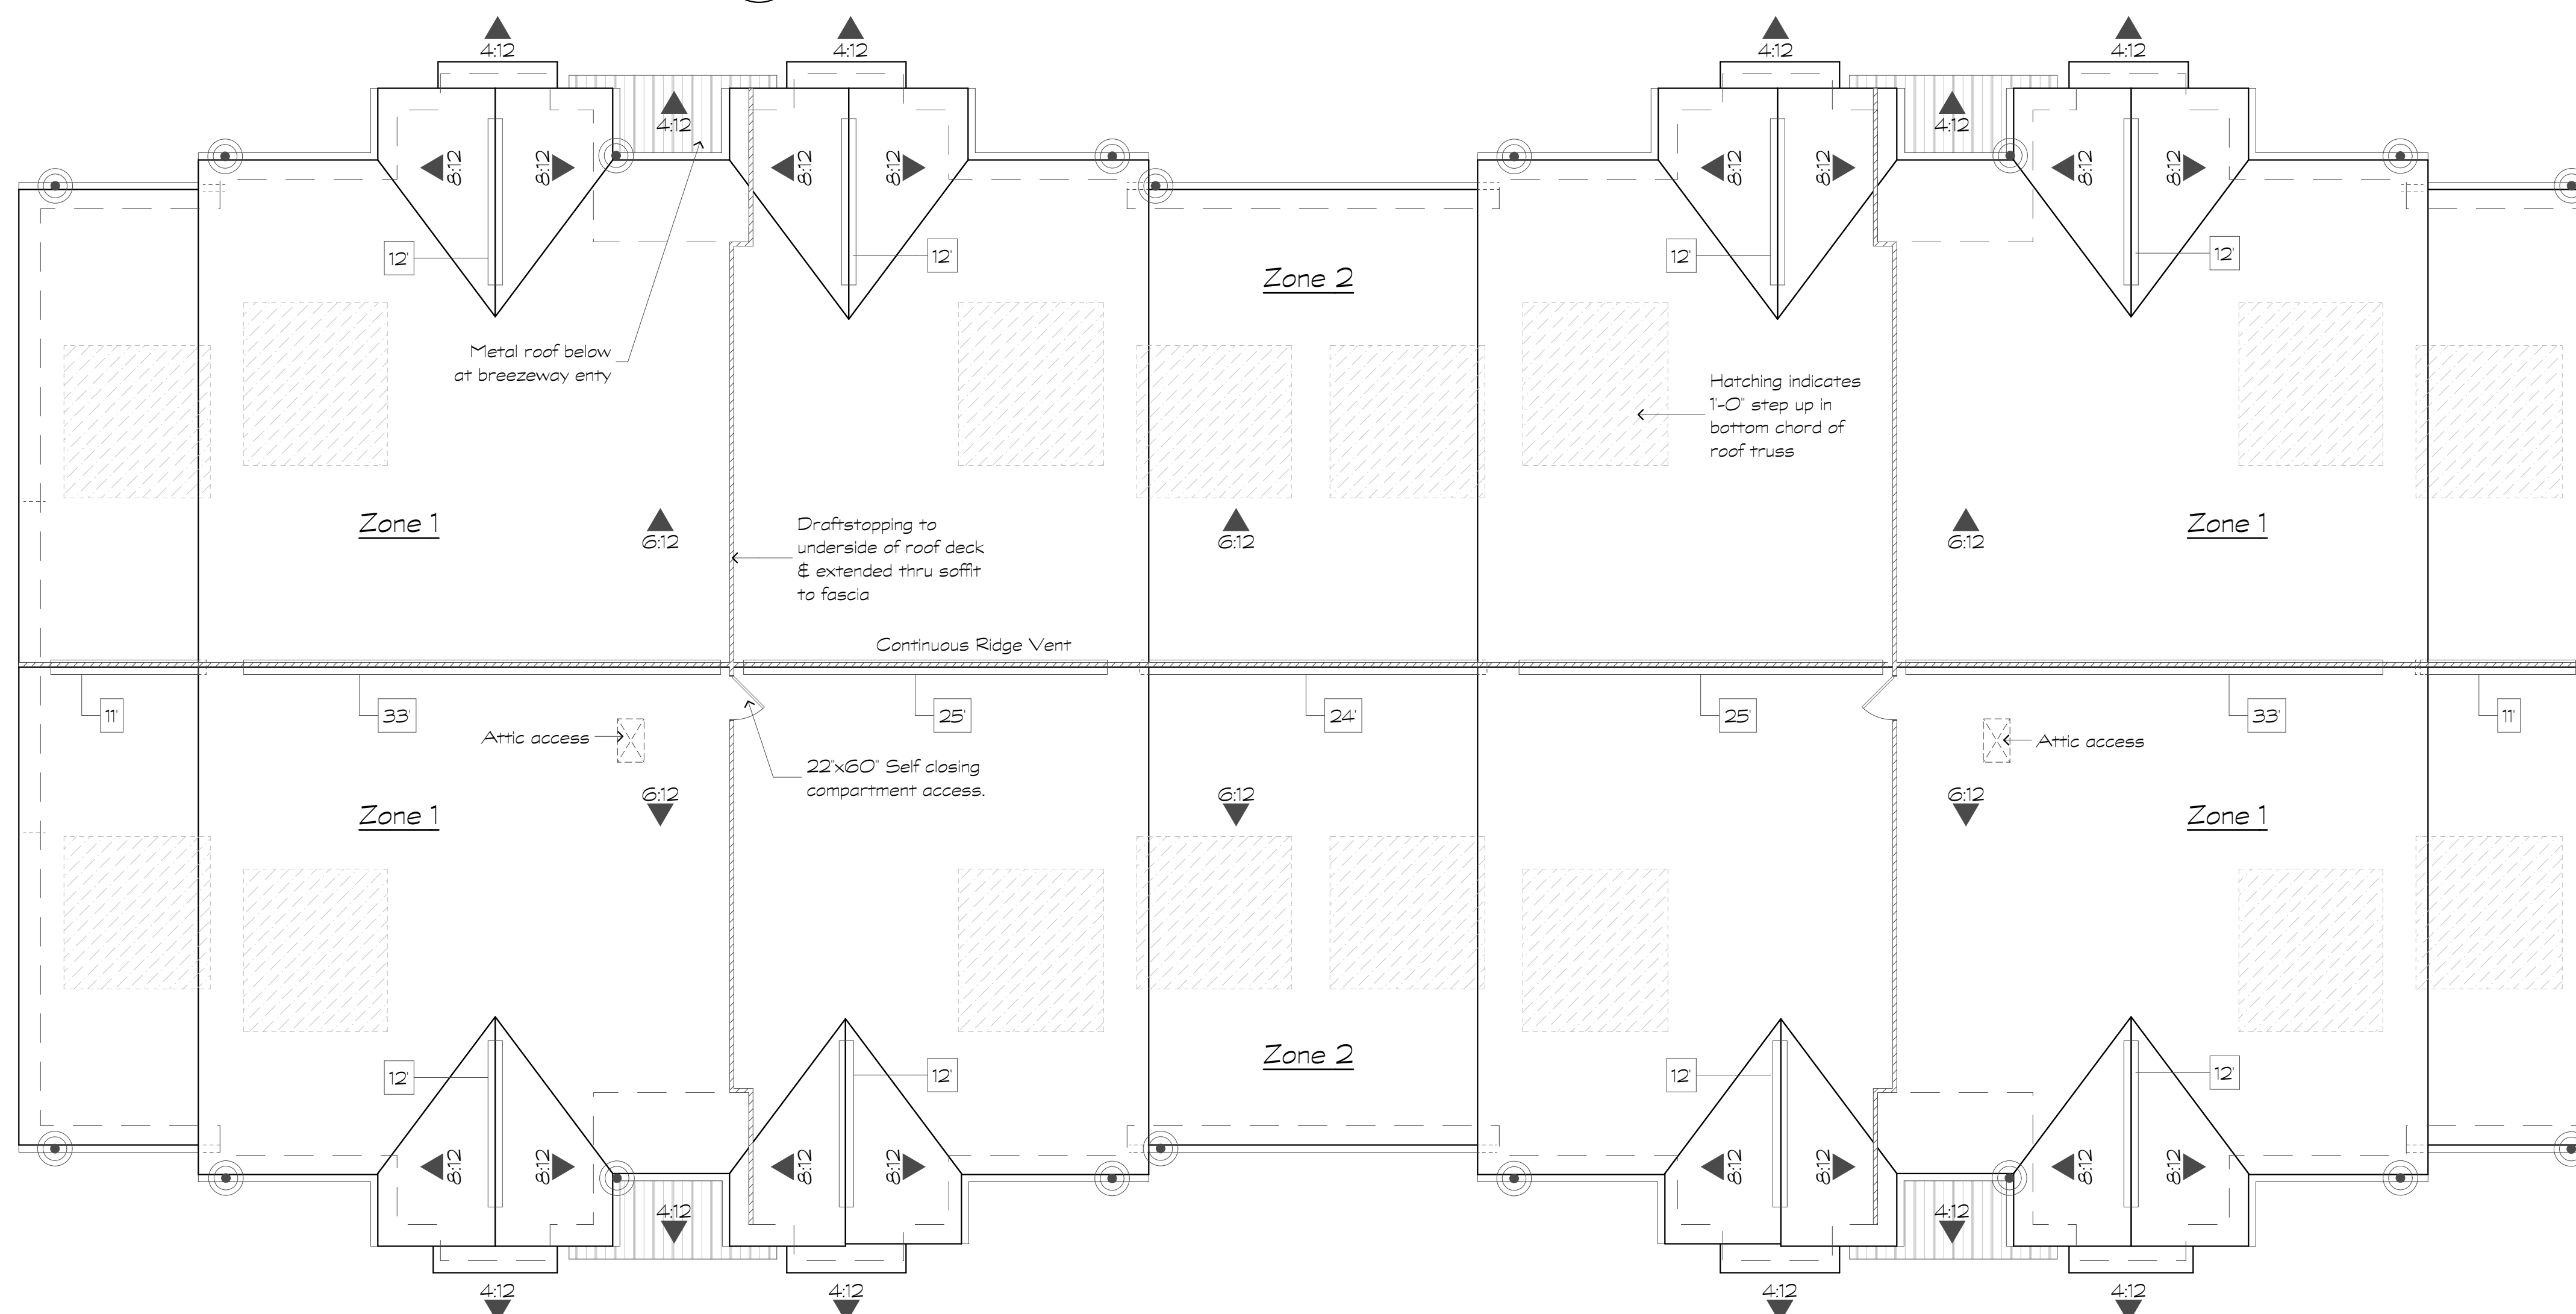 4:12
4:12
4:12
4:12
4:12
4:12
8:12
8:12
8:12
8:12
8:12
8:12
8:12
8:12
12'
12'
12'
12'
Zone 2
Metal roof below
at breezeway enty
Hatching indicates
1'-0" step up in
bottom chord of
roof truss
Zone 1
6:12
Draftstopping to
underside of roof deck
& extended thru soffit
to fascia
6:12
6:12
Zone 1
Continuous Ridge Vent
11'
33'
25'
24'
25'
33'
11'
Attic access
22"x60" Self closing
compartment access.
Attic access
Zone 1
6:12
6:12
6:12
Zone 1
Zone 2
12'
12'
12'
12'
8:12
8:12
8:12
8:12
8:12
8:12
8:12
8:12
4:12
4:12
4:12
4:12
4:12
4:12